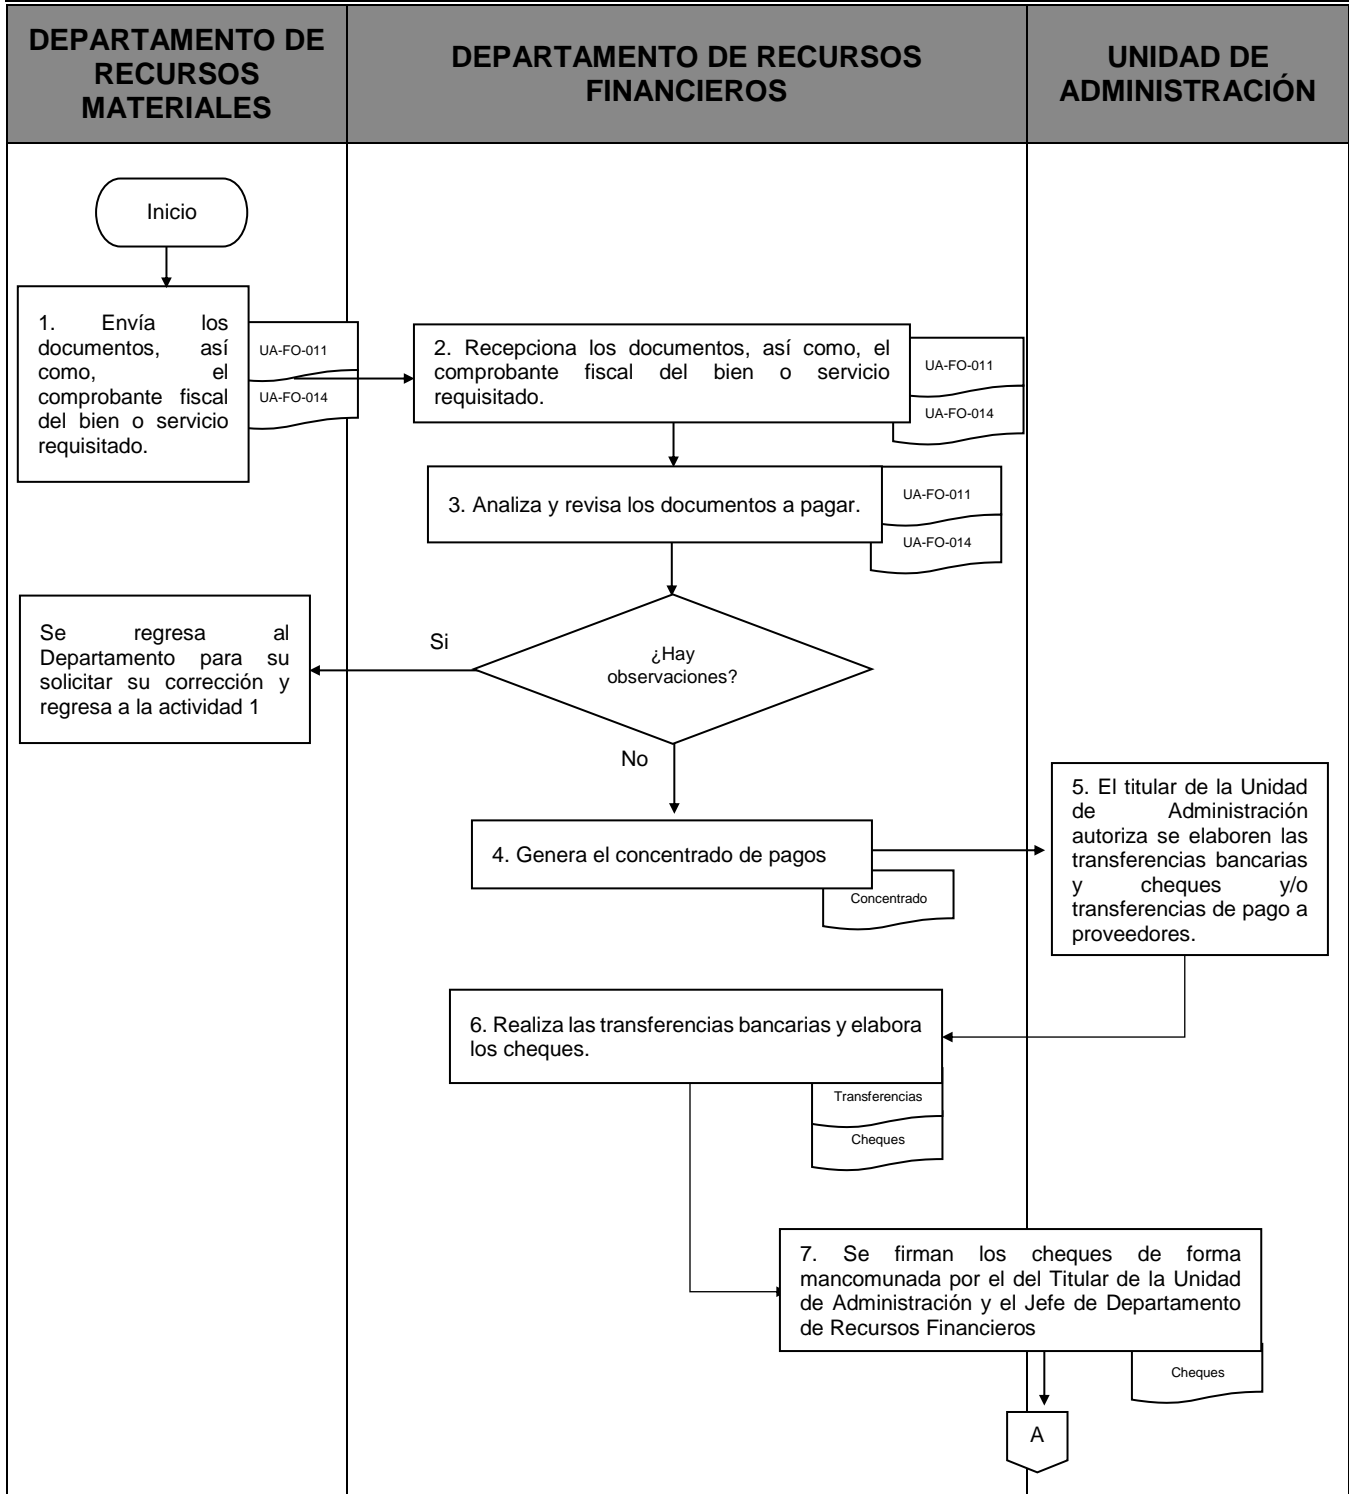 DEPARTAMENTO DE
RECURSOS
MATERIALES
DEPARTAMENTO DE RECURSOS
FINANCIEROS
UNIDAD DE
ADMINISTRACIÓN
Inicio
1. Envía los
documentos, así
como, el
comprobante fiscal
del bien o servicio
requisitado.
UA-FO-011
UA-FO-014
2. Recepciona los documentos, así como, el
comprobante fiscal del bien o servicio
requisitado.
UA-FO-011
UA-FO-014
3. Analiza y revisa los documentos a pagar.
UA-FO-011
UA-FO-014
¿Hay
observaciones?
Si
Se regresa al
Departamento para su
solicitar su corrección y
regresa a la actividad 1
No
4. Genera el concentrado de pagos
Concentrado
5. El titular de la Unidad
de Administración
autoriza se elaboren las
transferencias bancarias
y cheques y/o
transferencias de pago a
proveedores.
6. Realiza las transferencias bancarias y elabora
los cheques.
Transferencias
Cheques
7. Se firman los cheques de forma
mancomunada por el del Titular de la Unidad
de Administración y el Jefe de Departamento
de Recursos Financieros
Cheques
A